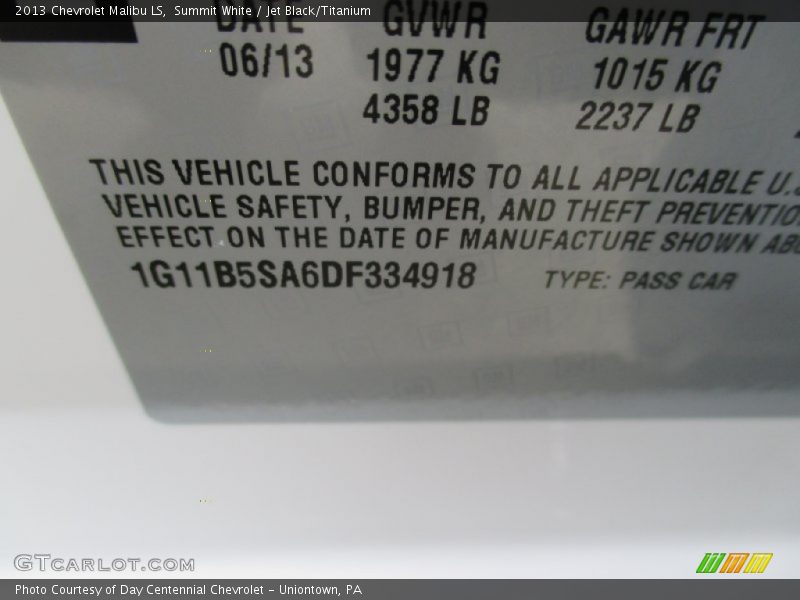 2013 Chevrolet Malibu LS, Summit White / Jet Black/Titanium
DATE GVWR GAWR FRT
06/13 1977 KG 1015 KG
4358 LB 2237 LB
THIS VEHICLE CONFORMS TO ALL APPLICABLE U.S
VEHICLE SAFETY, BUMPER, AND THEFT PREVENTIO
EFFECT ON THE DATE OF MANUFACTURE SHOWN ABO
1G11B5SA6DF334918 TYPE: PASS CAR
GTCARLOT.COM
Photo Courtesy of Day Centennial Chevrolet - Uniontown, PA